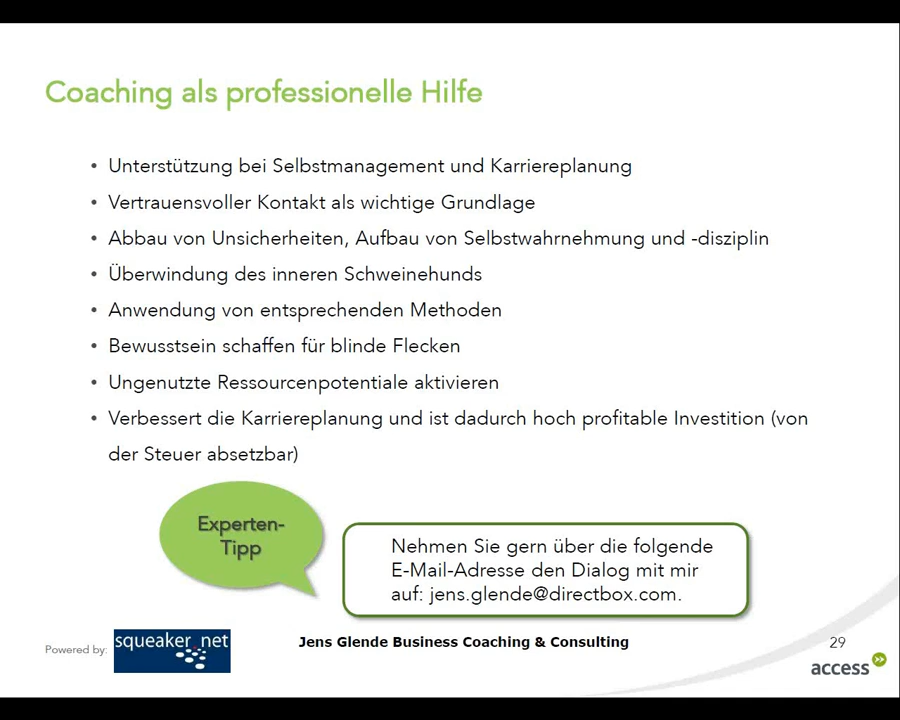 Coaching als professionelle Hilfe
• Unterstützung bei Selbstmanagement und Karriereplanung
• Vertrauensvoller Kontakt als wichtige Grundlage
• Abbau von Unsicherheiten, Aufbau von Selbstwahrnehmung und -disziplin
• Überwindung des inneren Schweinehunds
• Anwendung von entsprechenden Methoden
• Bewusstsein schaffen für blinde Flecken
• Ungenutzte Ressourcenpotentiale aktivieren
• Verbessert die Karriereplanung und ist dadurch hoch profitable Investition (von
der Steuer absetzbar)
Experten-
Tipp
Nehmen Sie gern über die folgende
E-Mail-Adresse den Dialog mit mir
auf: jens.glende@directbox.com.
Powered by:
squeaker_net
Jens Glende Business Coaching & Consulting
29
access